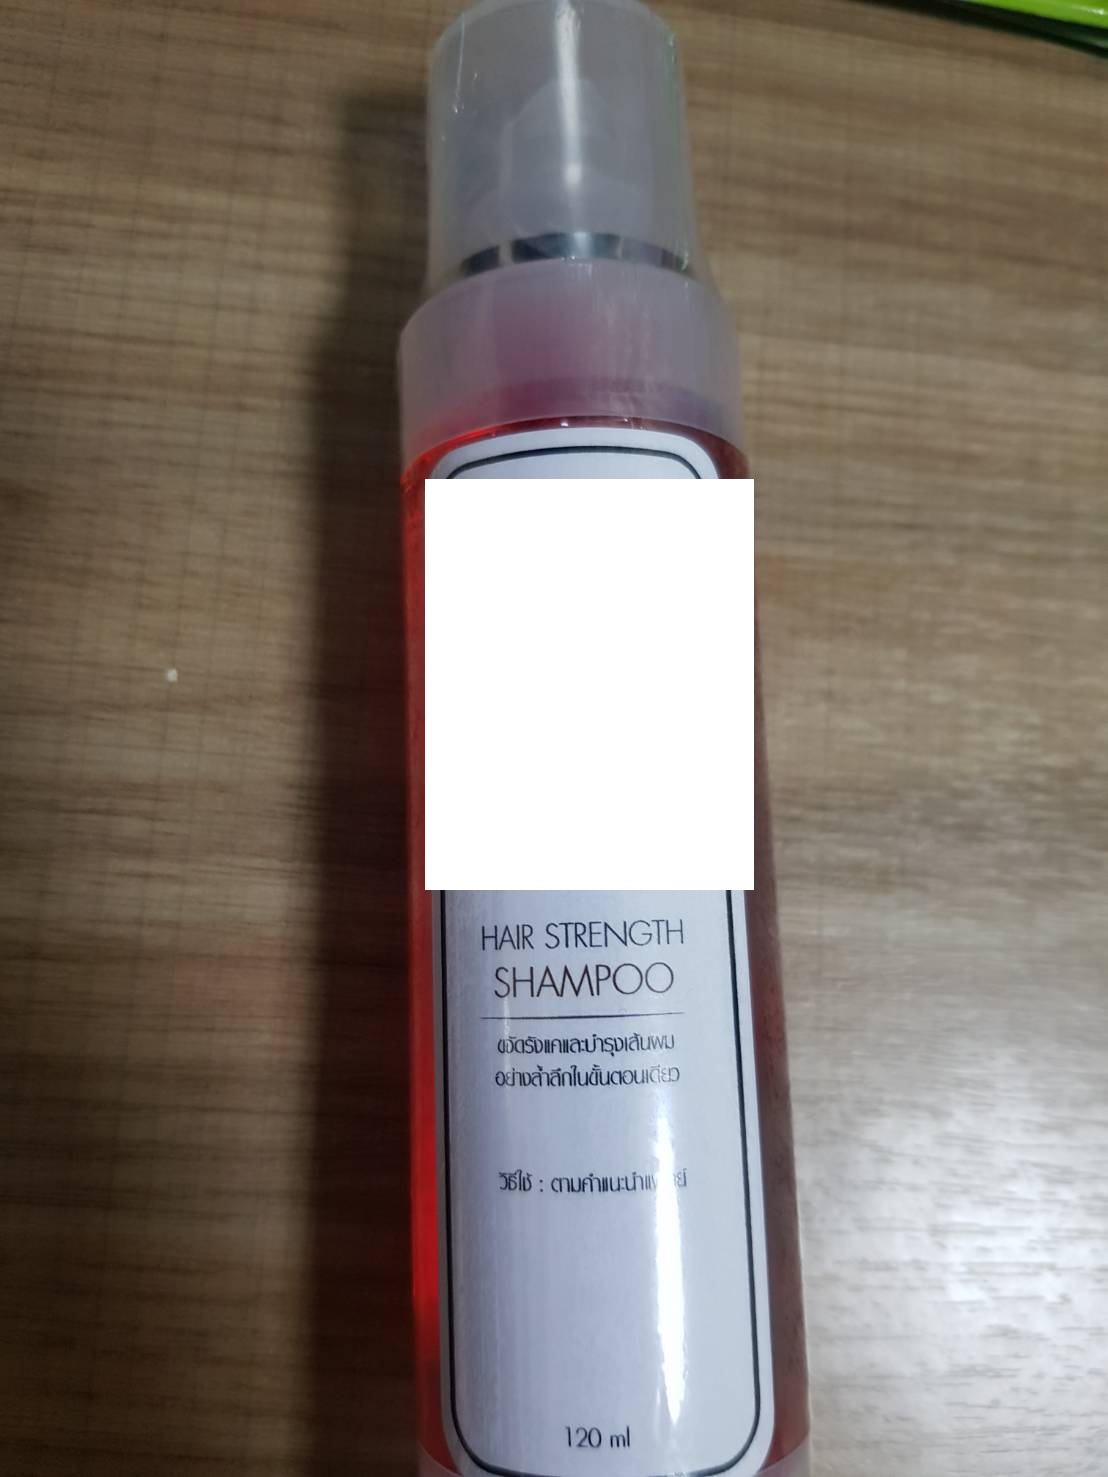 HAIR STRENGTH
SHAMPOO
ขจัดรังแคและบำรุงเส้นผม
อย่างล้ำลึกในขั้นตอนเดียว
วิธีใช้ : ตามคำแนะนำแพทย์
120 ml